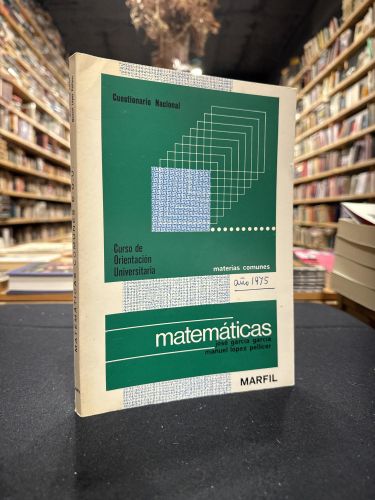 Cuestionario Nacional
Curso de
Orientación
Universitaria
materias comunes
año 1975
matemáticas
josé garcía garcía
manuel lópez pellicer
MARFIL